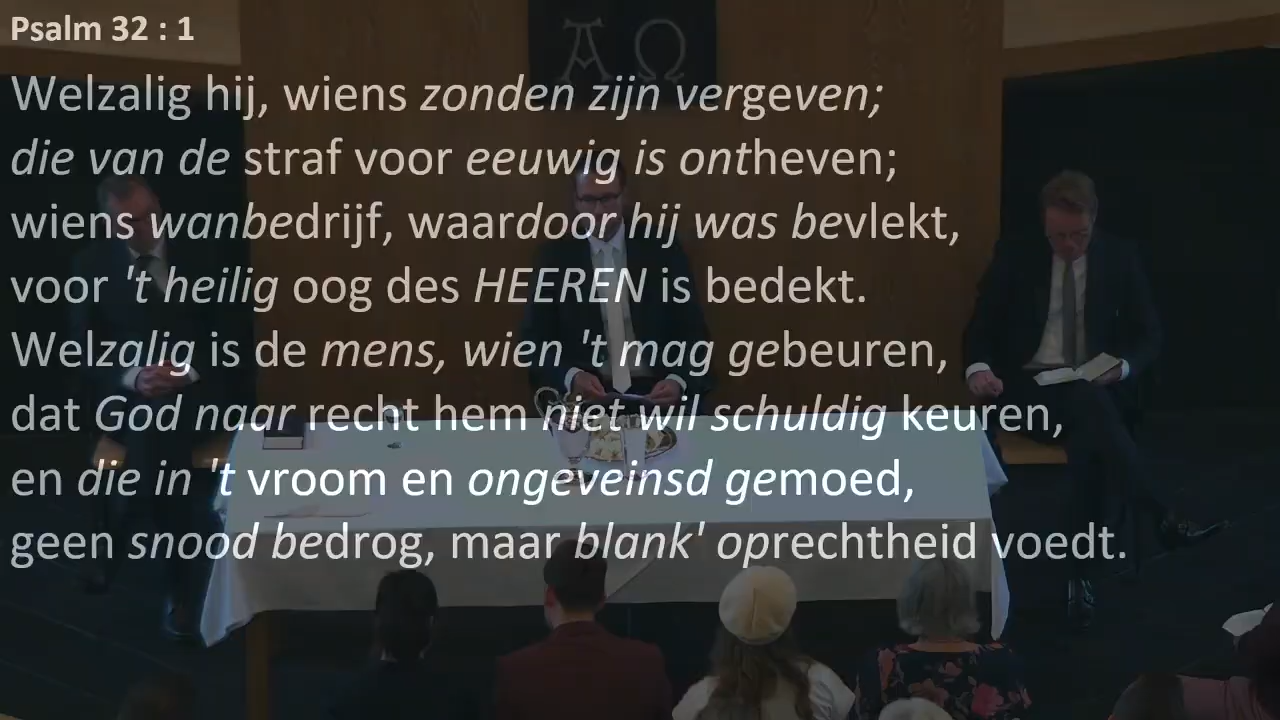 Psalm 32 : 1
ΑΩ
Welzalig hij, wiens zonden zijn vergeven;
die van de straf voor eeuwig is ontheven;
wiens wanbedrijf, waardoor hij was bevlekt,
voor 't heilig oog des HEEREN is bedekt.
Welzalig is de mens, wien 't mag gebeuren,
dat God naar recht hem niet wil schuldig keuren,
en die in 't vroom en ongeveinsd gemoed,
geen snood bedrog, maar blank' oprechtheid voedt.